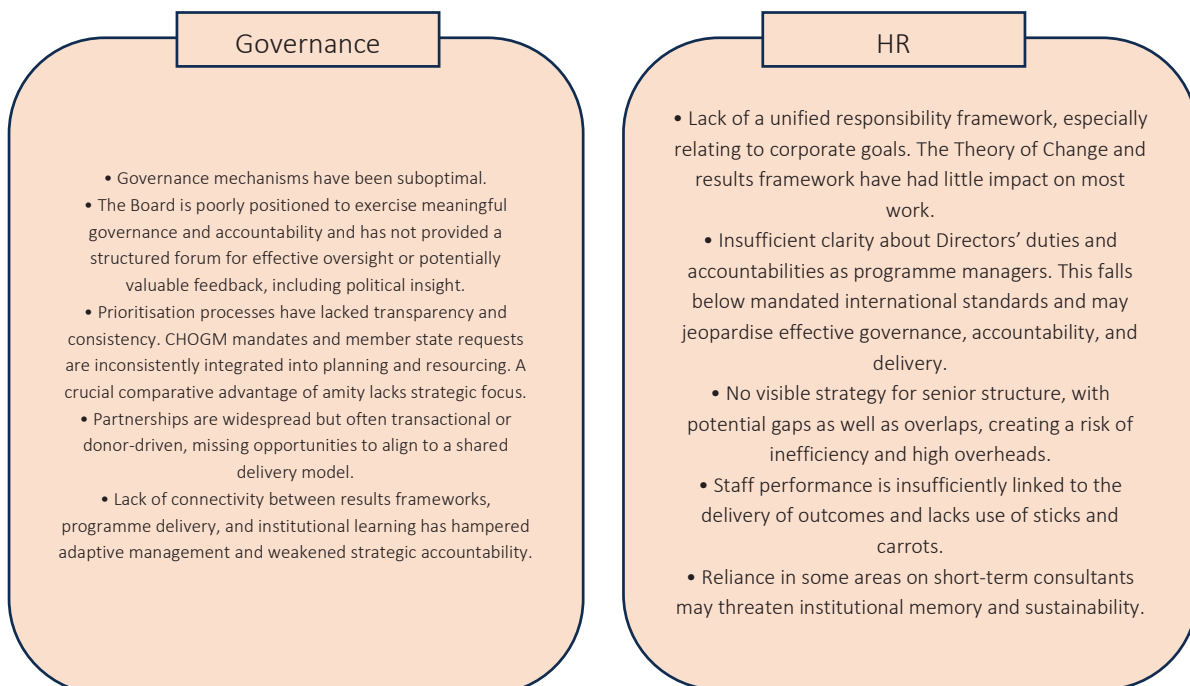 Governance
• Governance mechanisms have been suboptimal.
• The Board is poorly positioned to exercise meaningful
governance and accountability and has not provided a
structured forum for effective oversight or potentially
valuable feedback, including political insight.
• Prioritisation processes have lacked transparency and
consistency. CHOGM mandates and member state requests
are inconsistently integrated into planning and resourcing. A
crucial comparative advantage of amity lacks strategic focus.
• Partnerships are widespread but often transactional or
donor-driven, missing opportunities to align to a shared
delivery model.
• Lack of connectivity between results frameworks,
programme delivery, and institutional learning has hampered
adaptive management and weakened strategic accountability.
HR
• Lack of a unified responsibility framework, especially
relating to corporate goals. The Theory of Change and
results framework have had little impact on most
work.
• Insufficient clarity about Directors’ duties and
accountabilities as programme managers. This falls
below mandated international standards and may
jeopardise effective governance, accountability, and
delivery.
• No visible strategy for senior structure, with
potential gaps as well as overlaps, creating a risk of
inefficiency and high overheads.
• Staff performance is insufficiently linked to the
delivery of outcomes and lacks use of sticks and
carrots.
• Reliance in some areas on short-term consultants
may threaten institutional memory and sustainability.